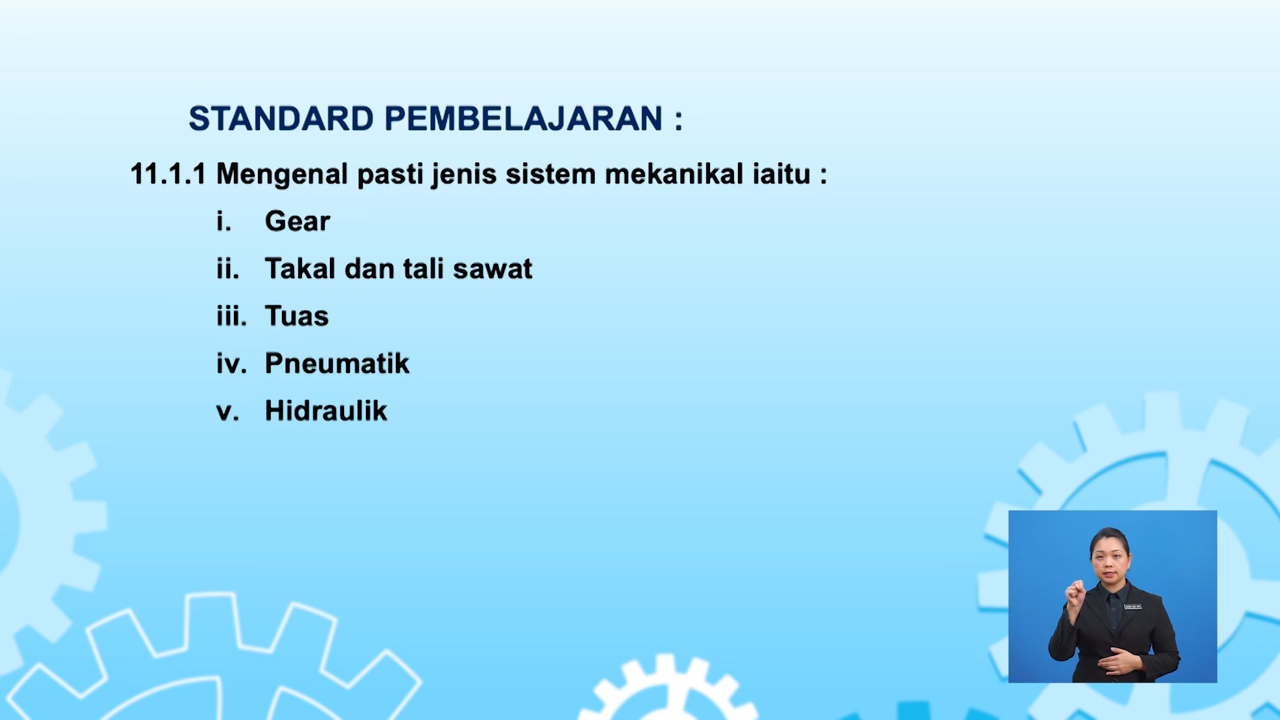 STANDARD PEMBELAJARAN :
11.1.1 Mengenal pasti jenis sistem mekanikal iaitu :
i. Gear
ii. Takal dan tali sawat
iii. Tuas
iv. Pneumatik
v. Hidraulik